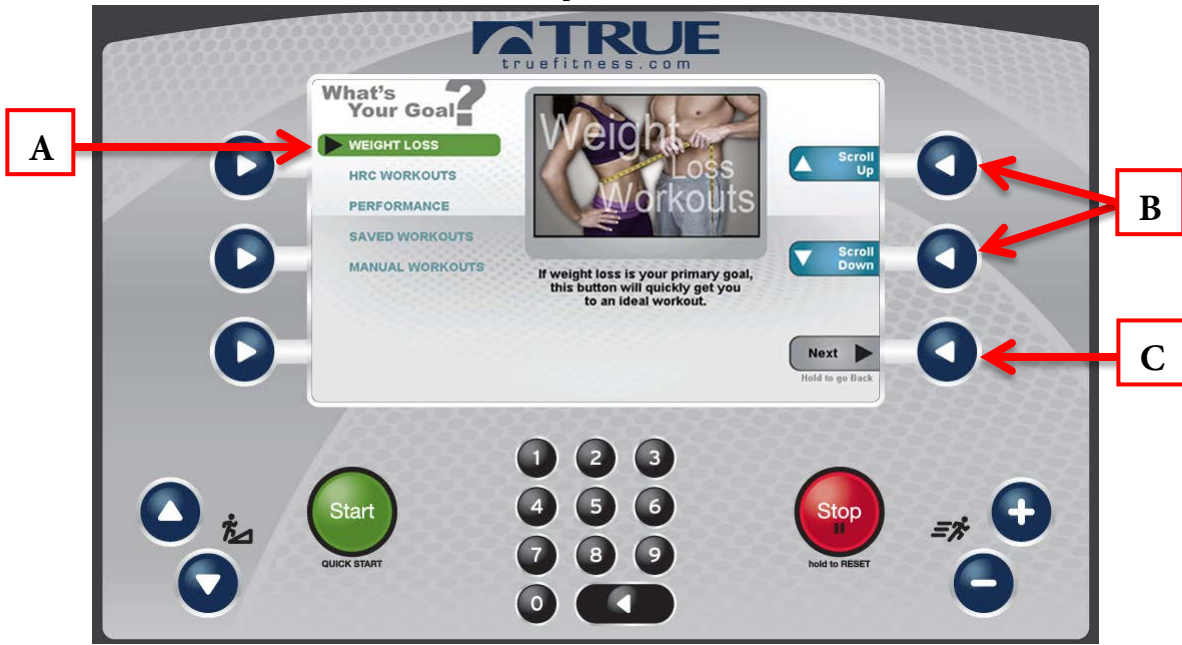 TRUE
truefitness.com
What's
Your Goal?
WEIGHT LOSS
HRC WORKOUTS
PERFORMANCE
SAVED WORKOUTS
MANUAL WORKOUTS
Weight
Loss
Workouts
If weight loss is your primary goal,
this button will quickly get you
to an ideal workout.
Scroll
Up
Scroll
Down
Next
Hold to go Back
A
B
C
1 2 3
4 5 6
7 8 9
0
Start
QUICK START
Stop
hold to RESET